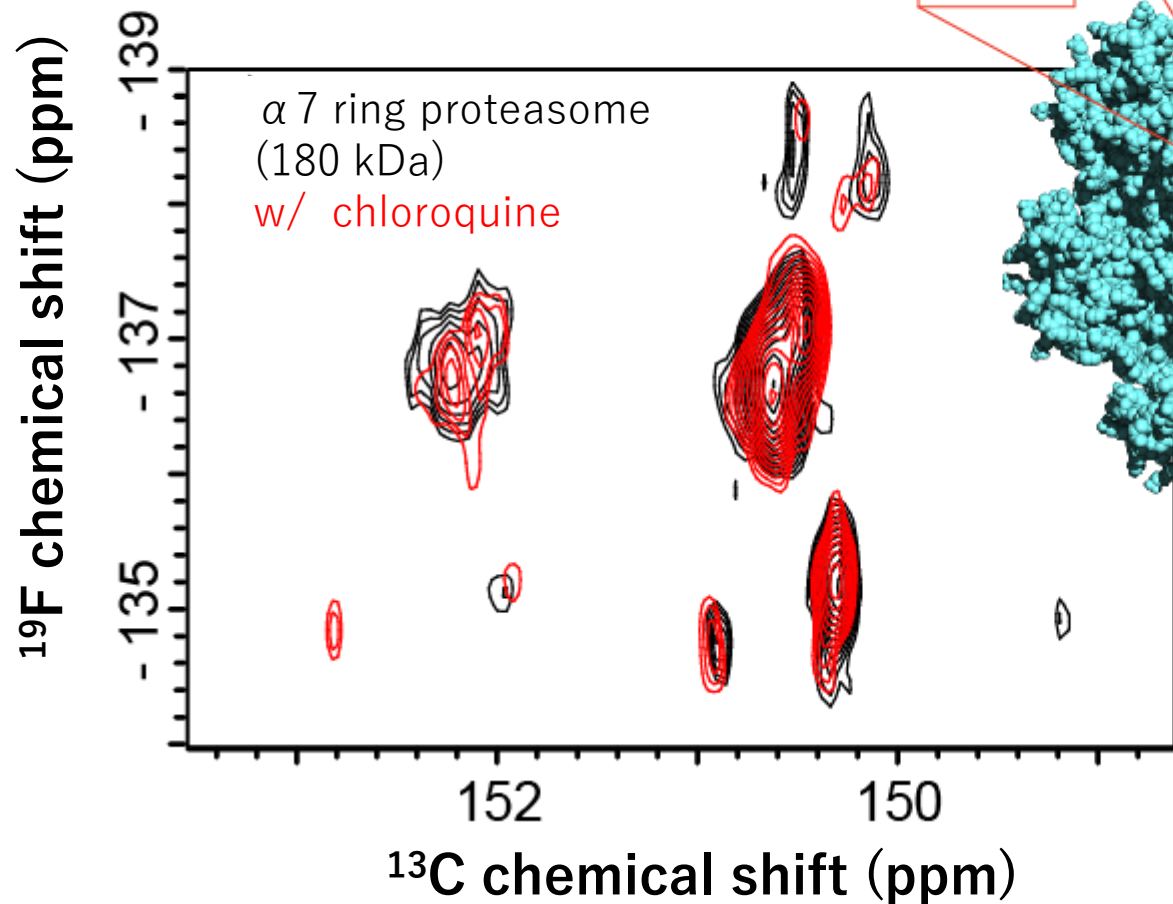 α7 ring proteasome
(180 kDa)
w/ chloroquine
19F chemical shift (ppm)
- 139
- 137
- 135
152 150
13C chemical shift (ppm)